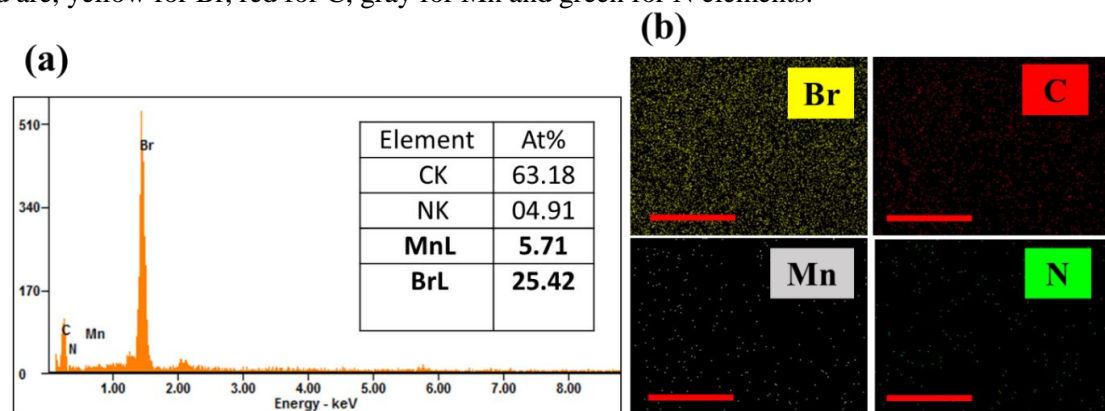 d are, yellow for Br, red for C, gray for Mn and green for N elements.
(a)
510
340
170
0
Br
C
N
Mn
1.00 2.00 3.00 4.00 5.00 6.00 7.00 8.00
Energy - keV
Element At%
CK 63.18
NK 04.91
MnL 5.71
BrL 25.42
(b)
Br
C
Mn
N